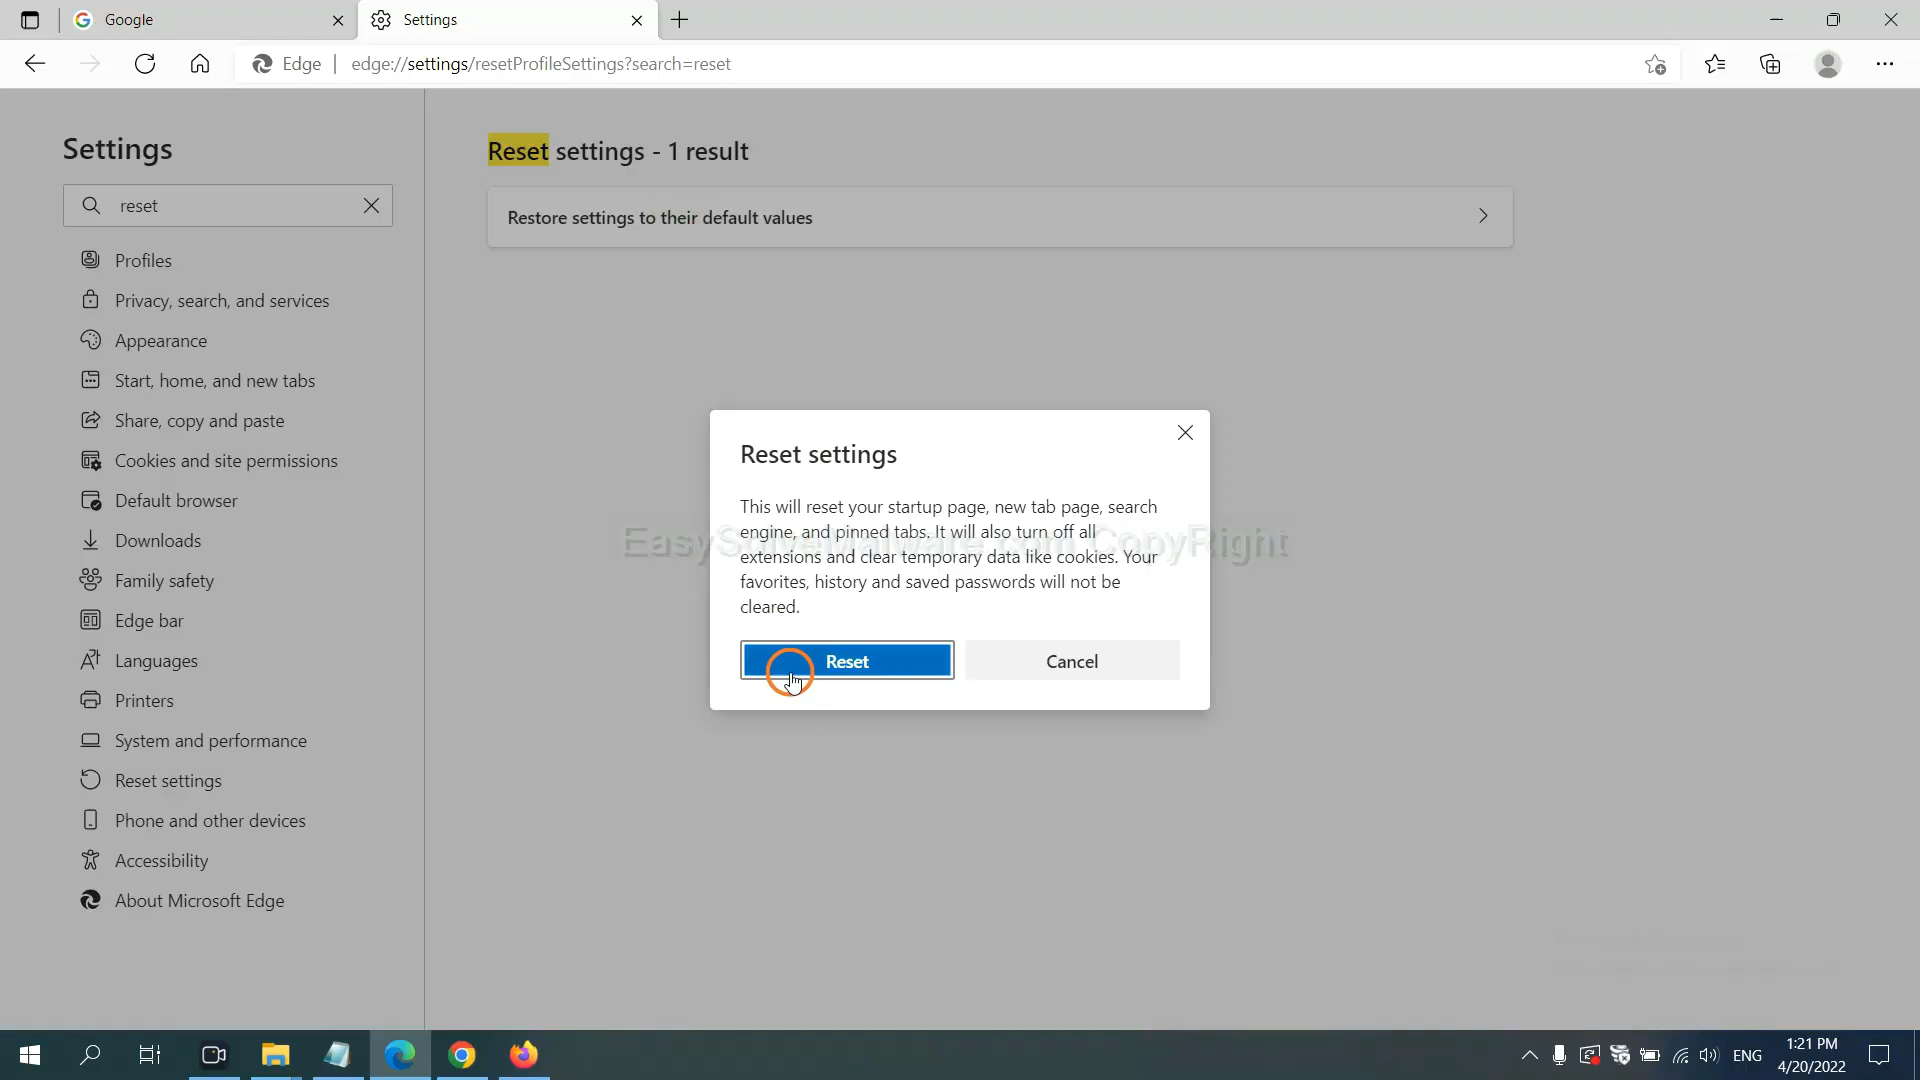 Google
Settings
Edge
edge://settings/resetProfileSettings?search=reset
Settings
reset
Profiles
Privacy, search, and services
Appearance
Start, home, and new tabs
Share, copy and paste
Cookies and site permissions
Default browser
Downloads
Family safety
Edge bar
Languages
Printers
System and performance
Reset settings
Phone and other devices
Accessibility
About Microsoft Edge
Reset settings - 1 result
Restore settings to their default values
Reset settings
This will reset your startup page, new tab page, search
engine, and pinned tabs. It will also turn off all
extensions and clear temporary data like cookies. Your
favorites, history and saved passwords will not be
cleared.
EasySolveMalware.com CopyRight
Reset
Cancel
ENG
1:21 PM
4/20/2022